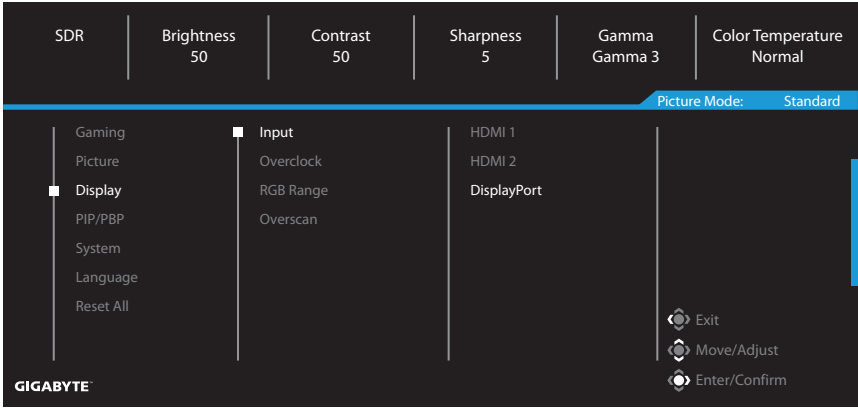 SDR Brightness Contrast Sharpness Gamma Color Temperature
50 50 5 Gamma 3 Normal
Picture Mode: Standard
Gaming Input HDMI 1
Picture Overclock HDMI 2
Display RGB Range DisplayPort
PIP/PBP Overscan
System
Language
Reset All
Exit
Move/Adjust
GIGABYTE™ Enter/Confirm